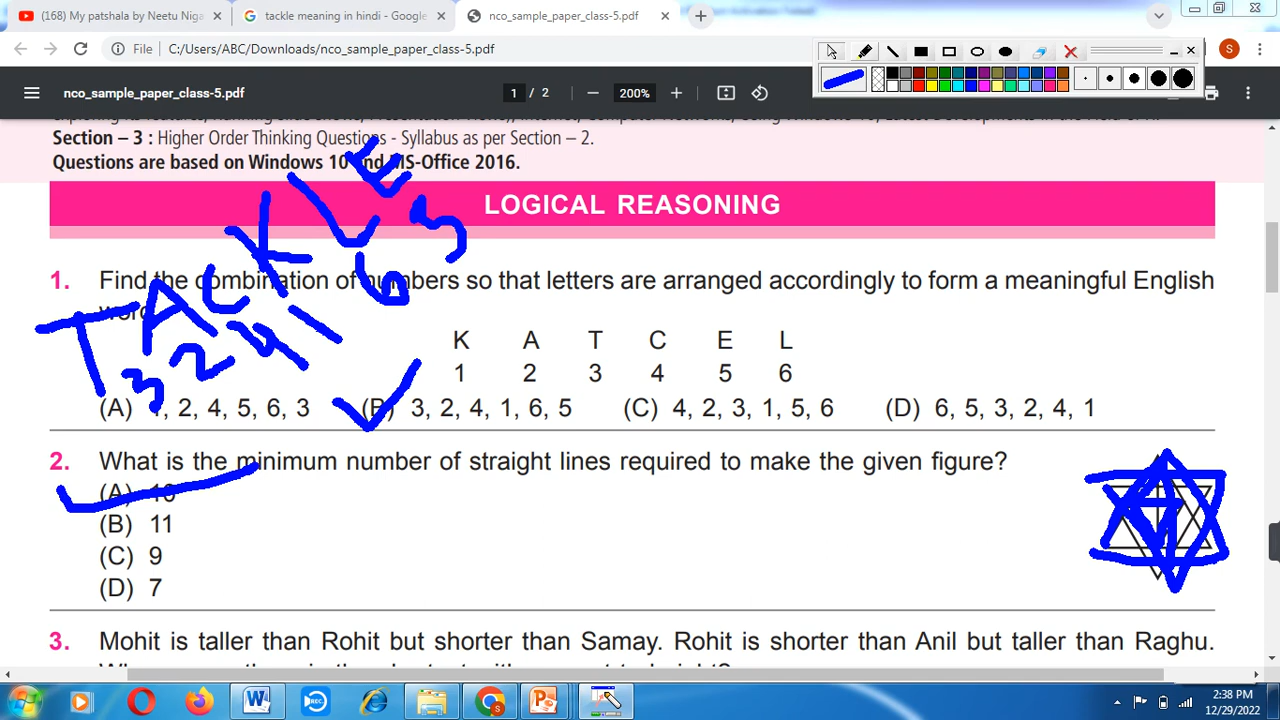 (168) My patshala by Neetu Niga
tackle meaning in hindi - Google
nco_sample_paper_class-5.pdf
File C:/Users/ABC/Downloads/nco_sample_paper_class-5.pdf
S
nco_sample_paper_class-5.pdf
1 / 2
200%
Section – 3 : Higher Order Thinking Questions - Syllabus as per Section – 2.
Questions are based on Windows 10 and MS-Office 2016.
LOGICAL REASONING
TACKLE
324165
1. Find the combination of numbers so that letters are arranged accordingly to form a meaningful English
word.
K A T C E L
1 2 3 4 5 6
(A) 1, 2, 4, 5, 6, 3 (B) 3, 2, 4, 1, 6, 5 (C) 4, 2, 3, 1, 5, 6 (D) 6, 5, 3, 2, 4, 1
2. What is the minimum number of straight lines required to make the given figure?
(A) 10
(B) 11
(C) 9
(D) 7
3. Mohit is taller than Rohit but shorter than Samay. Rohit is shorter than Anil but taller than Raghu.
REC
2:38 PM
12/29/2022